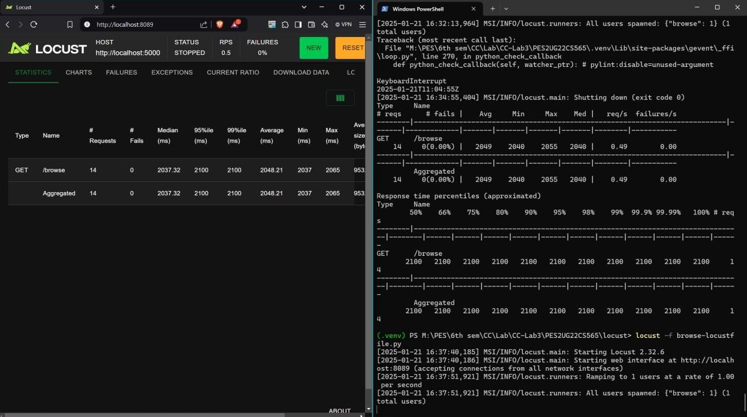 Locust
http://localhost:8089
VPN
LOCUST
HOST
http://localhost:5000
STATUS
STOPPED
RPS
0.5
FAILURES
0%
NEW
RESET
STATISTICS CHARTS FAILURES EXCEPTIONS CURRENT RATIO DOWNLOAD DATA LO
Type Name # Requests # Fails Median (ms) 95%ile (ms) 99%ile (ms) Average (ms) Min (ms) Max (ms) Ave size (byt
GET /browse 14 0 2037.32 2100 2100 2048.21 2037 2065 953
Aggregated 14 0 2037.32 2100 2100 2048.21 2037 2065 953
ABOUT
Windows PowerShell
[2025-01-21 16:32:13,964] MSI/INFO/locust.runners: All users spawned: {"browse": 1} (1
total users)
Traceback (most recent call last):
File "M:\PES\6th sem\CC\Lab\CC-Lab3\PES2UG22CS565\.venv\Lib\site-packages\gevent\_ffi
\loop.py", line 270, in python_check_callback
def python_check_callback(self, watcher_ptr): # pylint:disable=unused-argument
KeyboardInterrupt
2025-01-21T11:04:55Z
[2025-01-21 16:34:55,404] MSI/INFO/locust.main: Shutting down (exit code 0)
Type Name
# reqs # fails | Avg Min Max Med | req/s failures/s
--------|----------------------------------------------------------------------------|-
------|-------------|-------|-------|-------|-------|--------|-----------
GET /browse
14 0(0.00%) | 2049 2040 2055 2040 | 0.49 0.00
--------|----------------------------------------------------------------------------|-
------|-------------|-------|-------|-------|-------|--------|-----------
Aggregated
14 0(0.00%) | 2049 2040 2055 2040 | 0.49 0.00
Response time percentiles (approximated)
Type Name
50% 66% 75% 80% 90% 95% 98% 99% 99.9% 99.99% 100% # req
s
--------|------------------------------------------------------------------------------
--|--------|------|------|------|------|------|------|------|------|------|------|-----
-
GET /browse
2100 2100 2100 2100 2100 2100 2100 2100 2100 2100 2100 1
4
--------|------------------------------------------------------------------------------
--|--------|------|------|------|------|------|------|------|------|------|------|-----
-
Aggregated
2100 2100 2100 2100 2100 2100 2100 2100 2100 2100 2100 1
4
(.venv) PS M:\PES\6th sem\CC\Lab\CC-Lab3\PES2UG22CS565\locust> locust -f browse-locustf
ile.py
[2025-01-21 16:37:40,185] MSI/INFO/locust.main: Starting Locust 2.32.6
[2025-01-21 16:37:40,186] MSI/INFO/locust.main: Starting web interface at http://localh
ost:8089 (accepting connections from all network interfaces)
[2025-01-21 16:37:51,921] MSI/INFO/locust.runners: Ramping to 1 users at a rate of 1.00
per second
[2025-01-21 16:37:51,921] MSI/INFO/locust.runners: All users spawned: {"browse": 1} (1
total users)